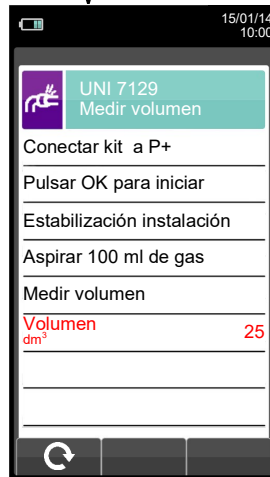 15/01/14
10:00
UNI 7129
Medir volumen
Conectar kit a P+
Pulsar OK para iniciar
Estabilización instalación
Aspirar 100 ml de gas
Medir volumen
Volumen 25
dm³